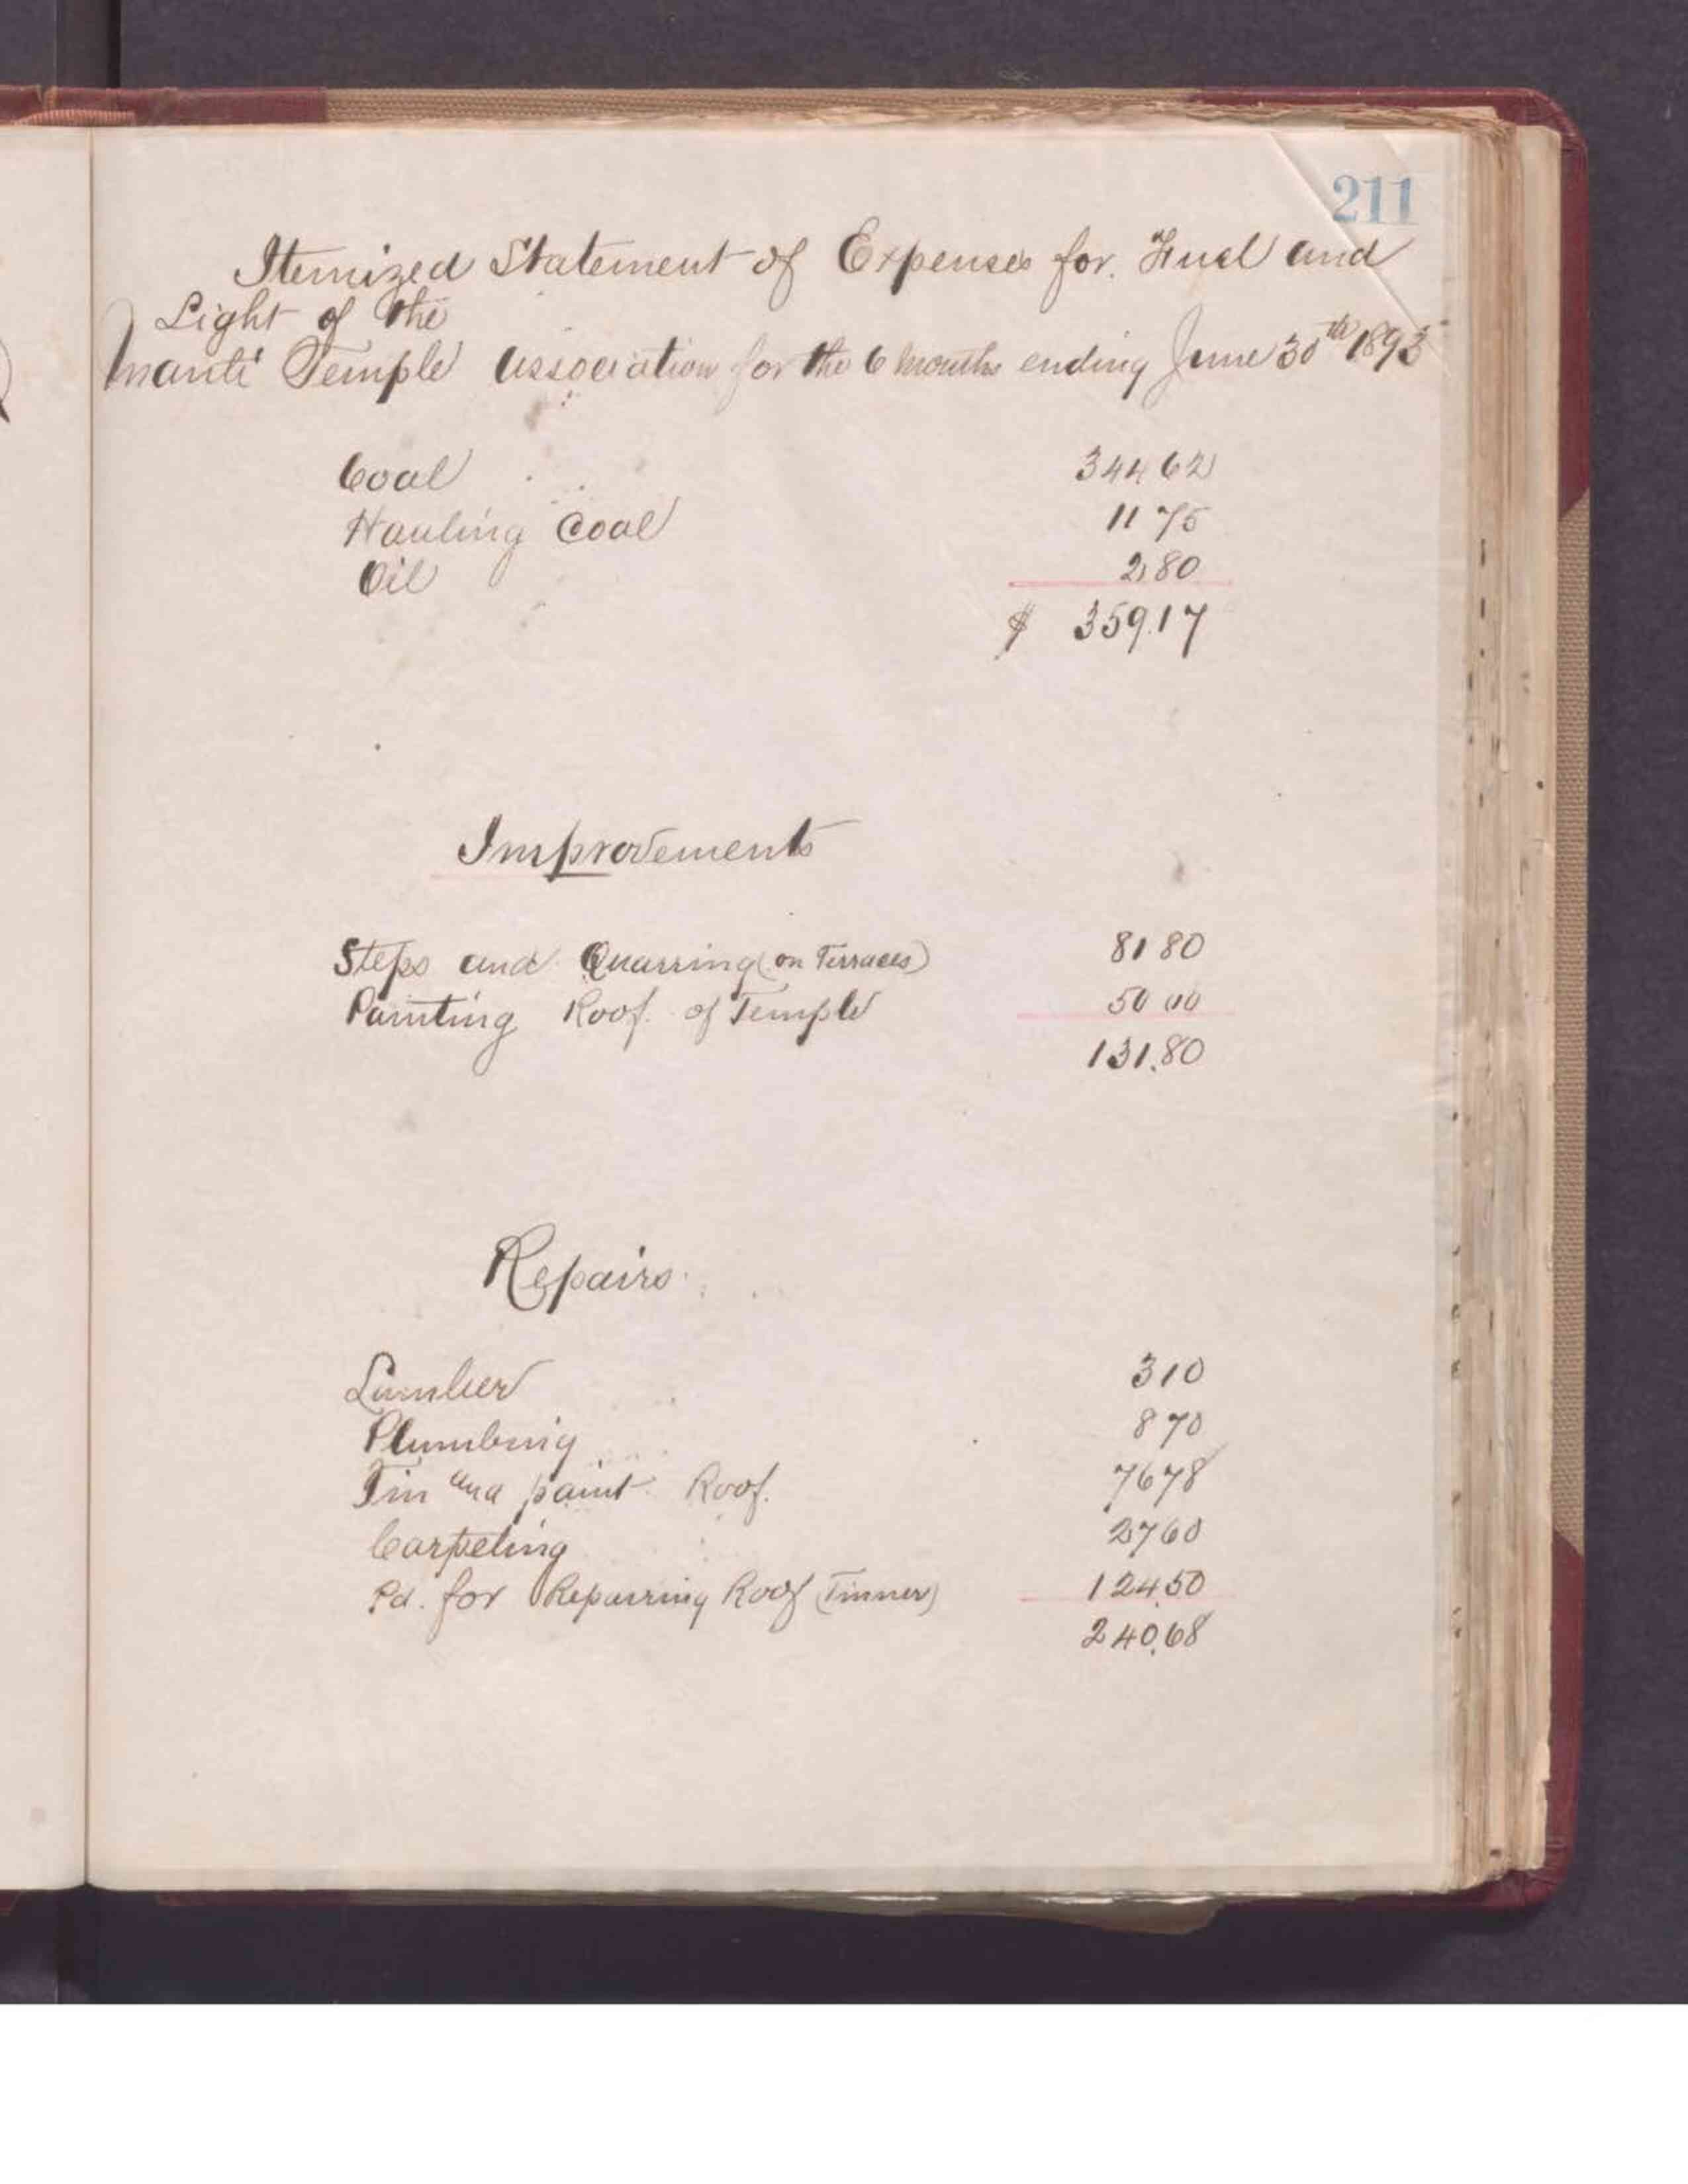 211
Itemized Statement of Expenses for Fuel and
Light of the
Manti Temple Association for the 6 Months ending June 30th 1893
Coal 344 62
Hauling Coal 11 75
Oil 2 80
$ 359.17
Improvements
Steps and Quarring (on Terraces) 81 80
Painting Roof of Temple 50 00
131.80
Repairs
Lumber 3 10
Plumbing 8 70
Tin and paint Roof. 76 78
Carpeting 27 60
Pd. for Repairing Roof (Tinner) 124.50
240.68